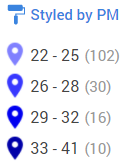 Styled by PM
22 - 25 (102)
26 - 28 (30)
29 - 32 (16)
33 - 41 (10)